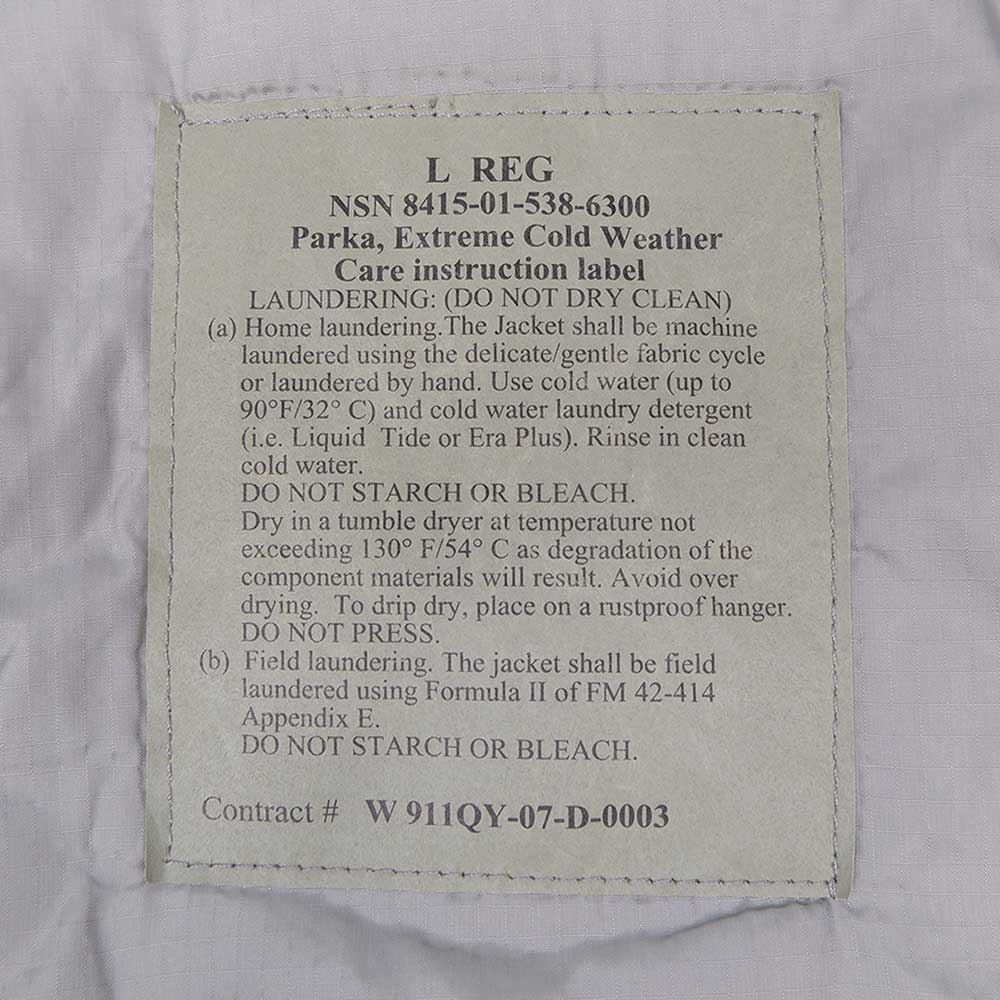 L REG
NSN 8415-01-538-6300
Parka, Extreme Cold Weather
Care instruction label
LAUNDERING: (DO NOT DRY CLEAN)
(a) Home laundering.The Jacket shall be machine
laundered using the delicate/gentle fabric cycle
or laundered by hand. Use cold water (up to
90°F/32° C) and cold water laundry detergent
(i.e. Liquid Tide or Era Plus). Rinse in clean
cold water.
DO NOT STARCH OR BLEACH.
Dry in a tumble dryer at temperature not
exceeding 130° F/54° C as degradation of the
component materials will result. Avoid over
drying. To drip dry, place on a rustproof hanger.
DO NOT PRESS.
(b) Field laundering. The jacket shall be field
laundered using Formula II of FM 42-414
Appendix E.
DO NOT STARCH OR BLEACH.
Contract # W 911QY-07-D-0003